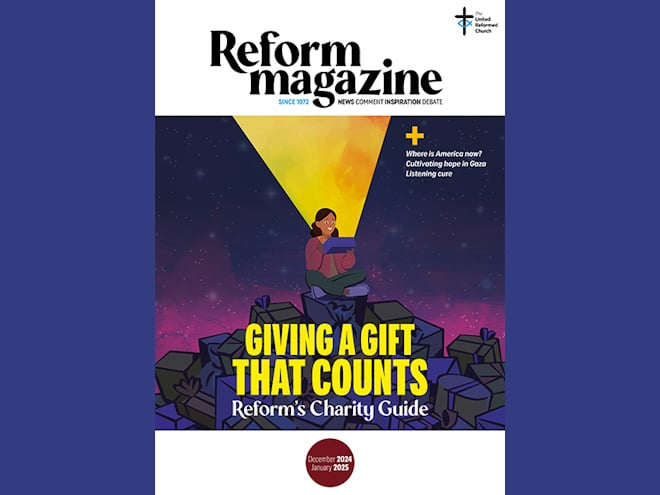 The
United
Reformed
Church
Reform
magazine
SINCE 1972 NEWS COMMENT INSPIRATION DEBATE
+
Where is America now?
Cultivating hope in Gaza
Listening cure
GIVING A GIFT
THAT COUNTS
Reform's Charity Guide
December 2024
January 2025